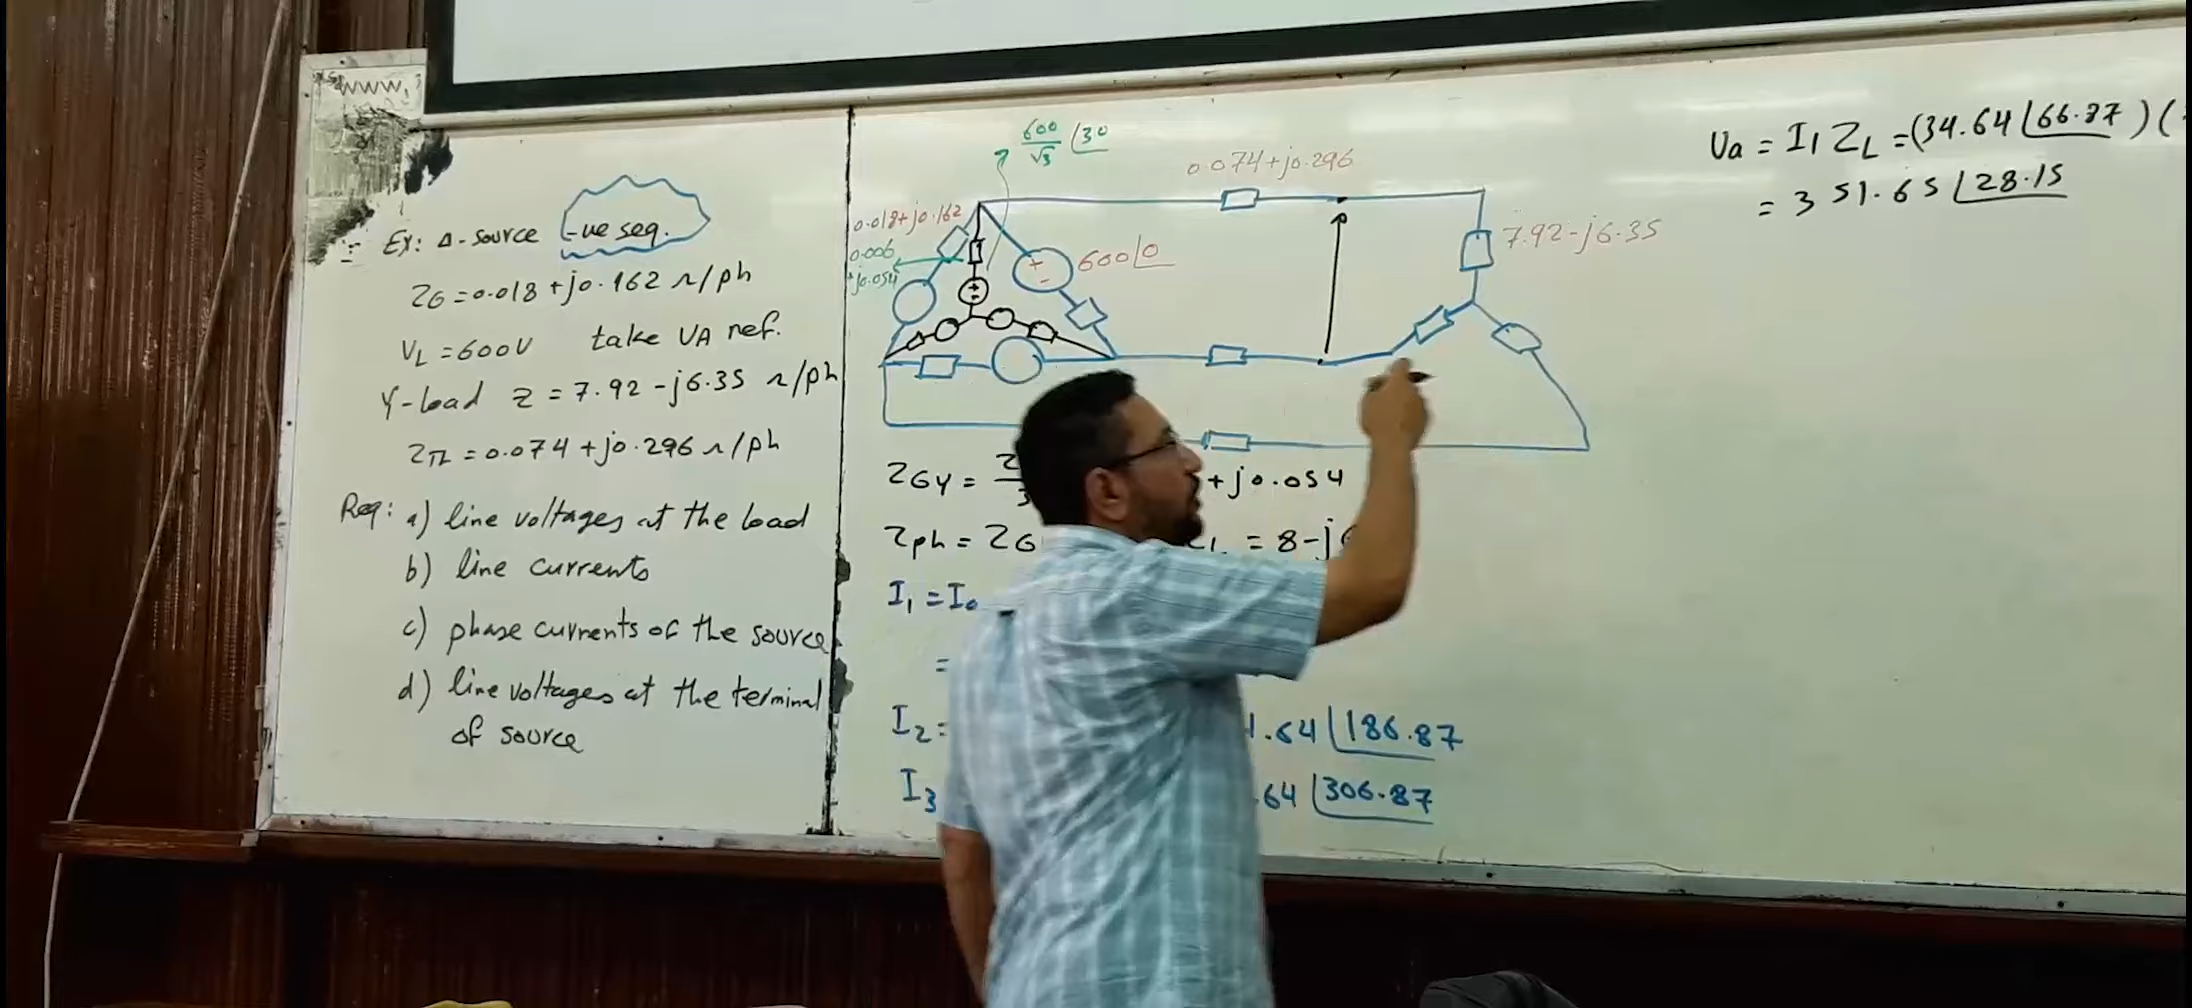 www.
Ex: Δ-source -ve seq.
ZG = 0.018 + j0.162 Ω/ph
VL = 600V take VA ref.
Y-load Z = 7.92 - j6.35 Ω/ph
ZTL = 0.074 + j0.296 Ω/ph
Req: a) line voltages at the load
b) line currents
c) phase currents of the source
d) line voltages at the terminal
of source
600/√3 ∠30
0.074+j0.296
0.018+j0.162
0.006
+j0.054
600∠0
7.92-j6.35
ZGY = + j0.054
Zph = ZG = 8-j
I1 = I
=
I2 = .64 ∠186.87
I3 .64 ∠306.87
Va = I1 ZL = (34.64 ∠66.87)(
= 351.65 ∠28.15